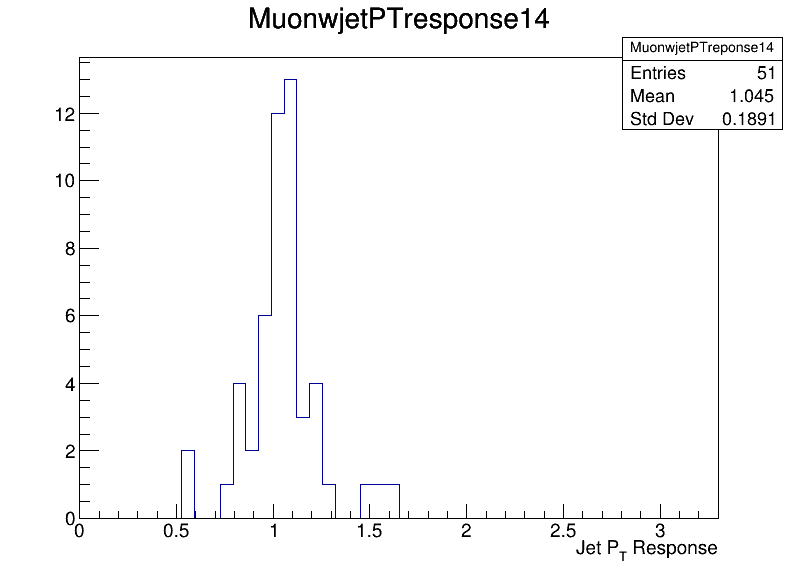 MuonwjetPTresponse14
MuonwjetPTreponse14
Entries 51
Mean 1.045
Std Dev 0.1891
12
10
8
6
4
2
0
0 0.5 1 1.5 2 2.5 3
Jet PT Response